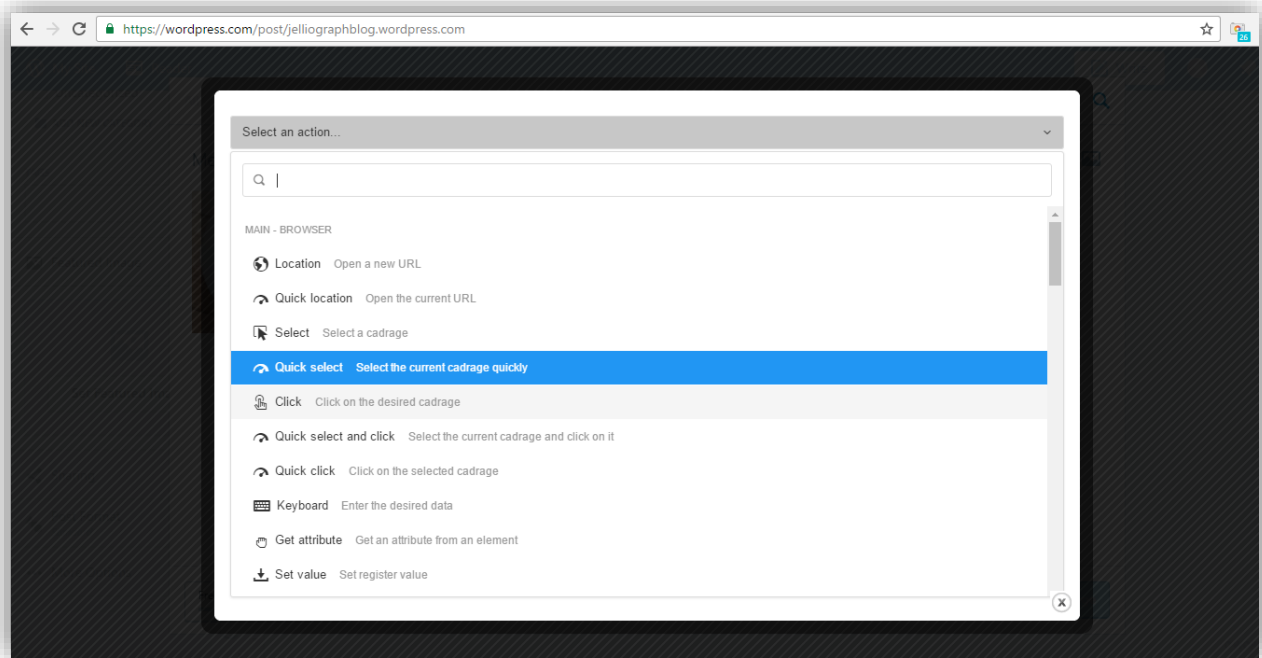 https://wordpress.com/post/jelliographblog.wordpress.com
26
Select an action...
MAIN - BROWSER
Location Open a new URL
Quick location Open the current URL
Select Select a cadrage
Quick select Select the current cadrage quickly
Click Click on the desired cadrage
Quick select and click Select the current cadrage and click on it
Quick click Click on the selected cadrage
Keyboard Enter the desired data
Get attribute Get an attribute from an element
Set value Set register value
x